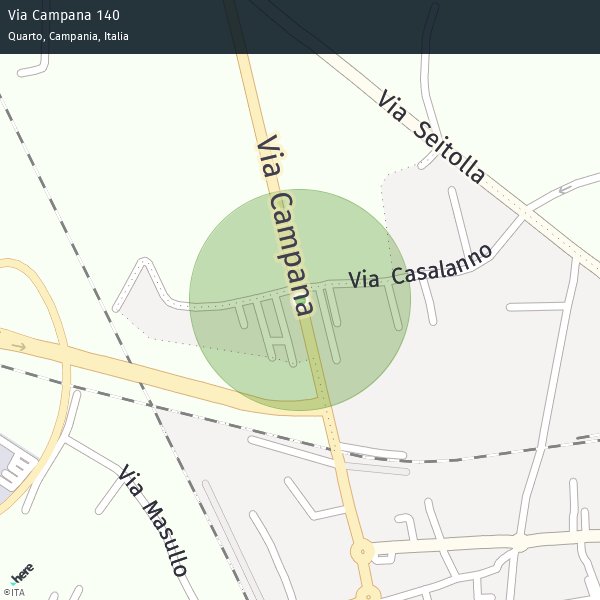 Via Campana 140
Quarto, Campania, Italia
Via Seitolla
Via Campana
Via Casalanno
Via Masullo
here
©ITA